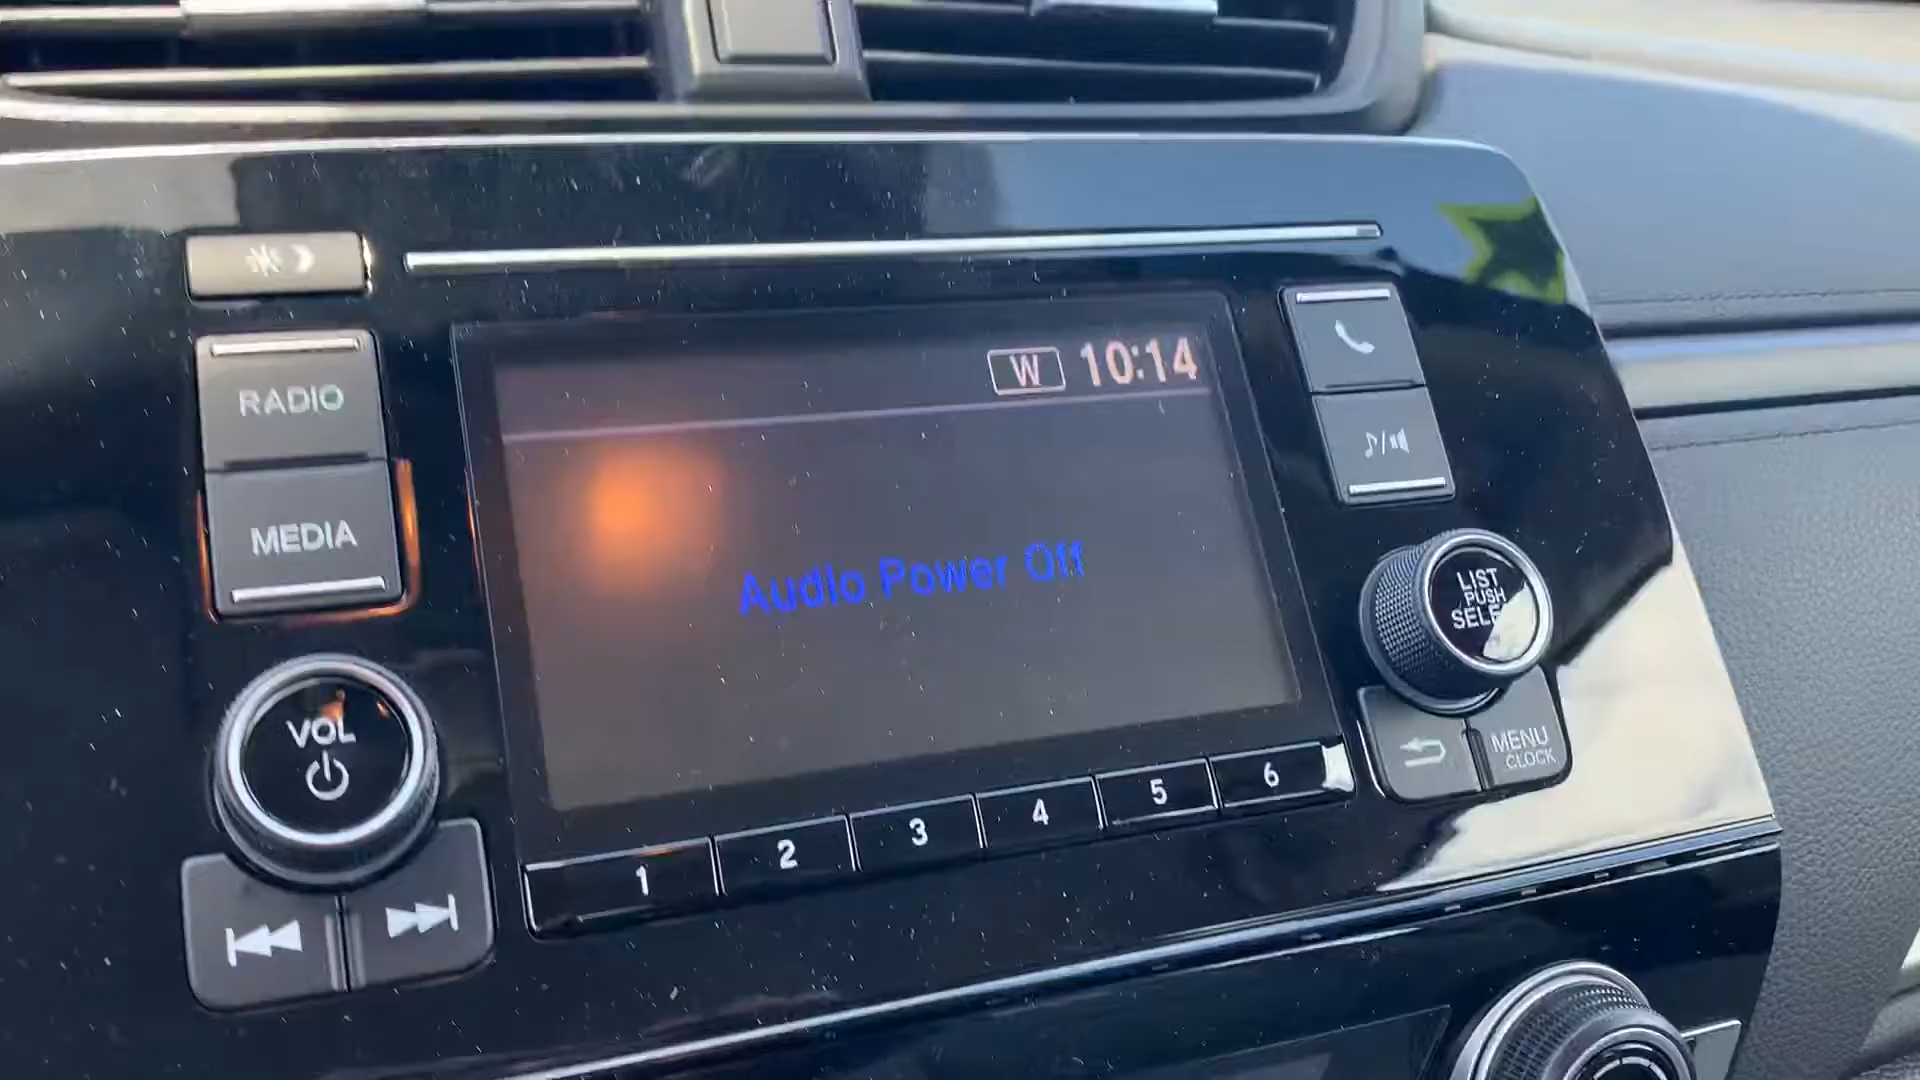 W 10:14
RADIO
MEDIA
Audio Power Off
LIST
PUSH
VOL
MENU
CLOCK
1 2 3 4 5 6